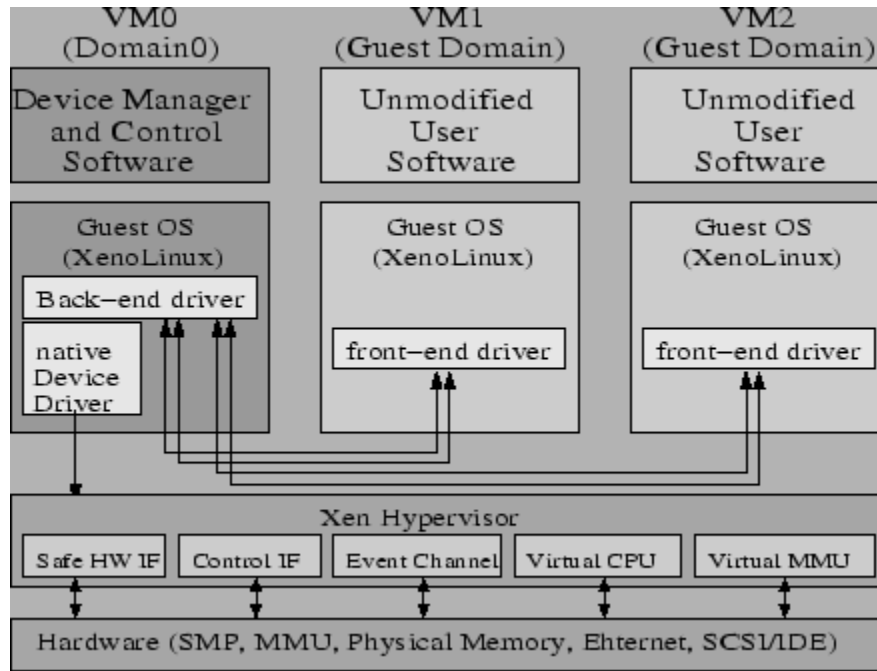 VM0
(Domain0)
VM1
(Guest Domain)
VM2
(Guest Domain)
Device Manager
and Control
Software
Unmodified
User
Software
Unmodified
User
Software
Guest OS
(XenoLinux)
Back-end driver
native
Device
Driver
Guest OS
(XenoLinux)
front-end driver
Guest OS
(XenoLinux)
front-end driver
Xen Hypervisor
Safe HW IF
Control IF
Event Channel
Virtual CPU
Virtual MMU
Hardware (SMP, MMU, Physical Memory, Ehternet, SCSI/IDE)